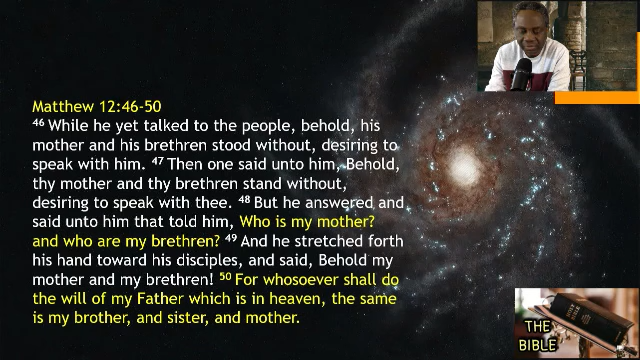 Matthew 12:46-50
46 While he yet talked to the people, behold, his
mother and his brethren stood without, desiring to
speak with him. 47 Then one said unto him, Behold,
thy mother and thy brethren stand without,
desiring to speak with thee. 48 But he answered and
said unto him that told him, Who is my mother?
and who are my brethren? 49 And he stretched forth
his hand toward his disciples, and said, Behold my
mother and my brethren! 50 For whosoever shall do
the will of my Father which is in heaven, the same
is my brother, and sister, and mother.
THE
BIBLE
HOLY
BIBLE